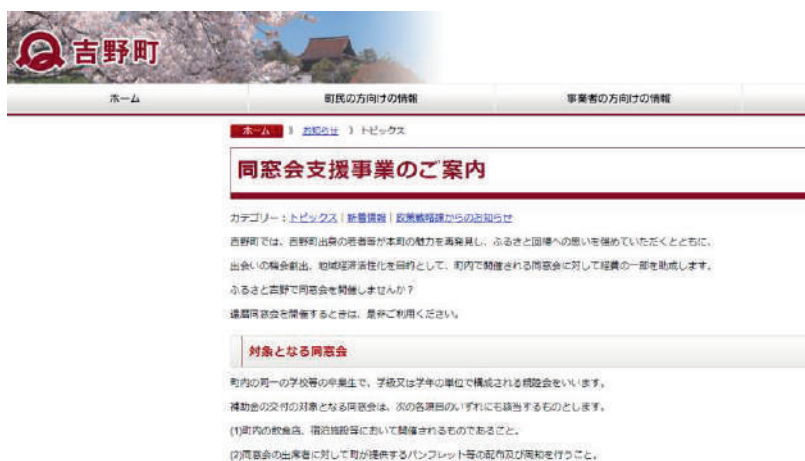 吉野町
ホーム 町民の方向けの情報 事業者の方向けの情報
ホーム 》 お知らせ 》 トピックス
同窓会支援事業のご案内
カテゴリー：トピックス｜新着情報｜政策戦略課からのお知らせ
吉野町では、吉野町出身の若者等が本町の魅力を再発見し、ふるさと回帰への思いを強めていただくとともに、
出会いの機会創出、地域経済活性化を目的として、町内で開催される同窓会に対して経費の一部を助成します。
ふるさと吉野で同窓会を開催しませんか？
還暦同窓会を開催するときは、是非ご利用ください。
対象となる同窓会
町内の同一の学校等の卒業生で、学級又は学年の単位で構成される親睦会をいいます。
補助金の交付の対象となる同窓会は、次の各項目のいずれにも該当するものとします。
(1)町内の飲食店、宿泊施設等において開催されるものであること。
(2)同窓会の出席者に対して町が提供するパンフレット等の配布及び周知を行うこと。